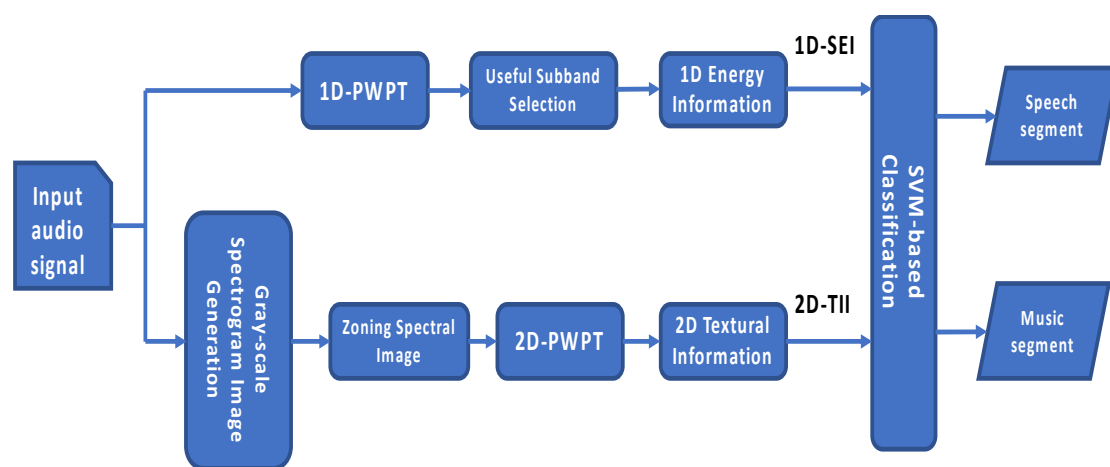 Input
audio
signal
1D-PWPT
Useful Subband
Selection
1D Energy
Information
1D-SEI
Gray-scale
Spectrogram Image
Generation
Zoning Spectral
Image
2D-PWPT
2D Textural
Information
2D-TII
SVM-based
Classification
Speech
segment
Music
segment